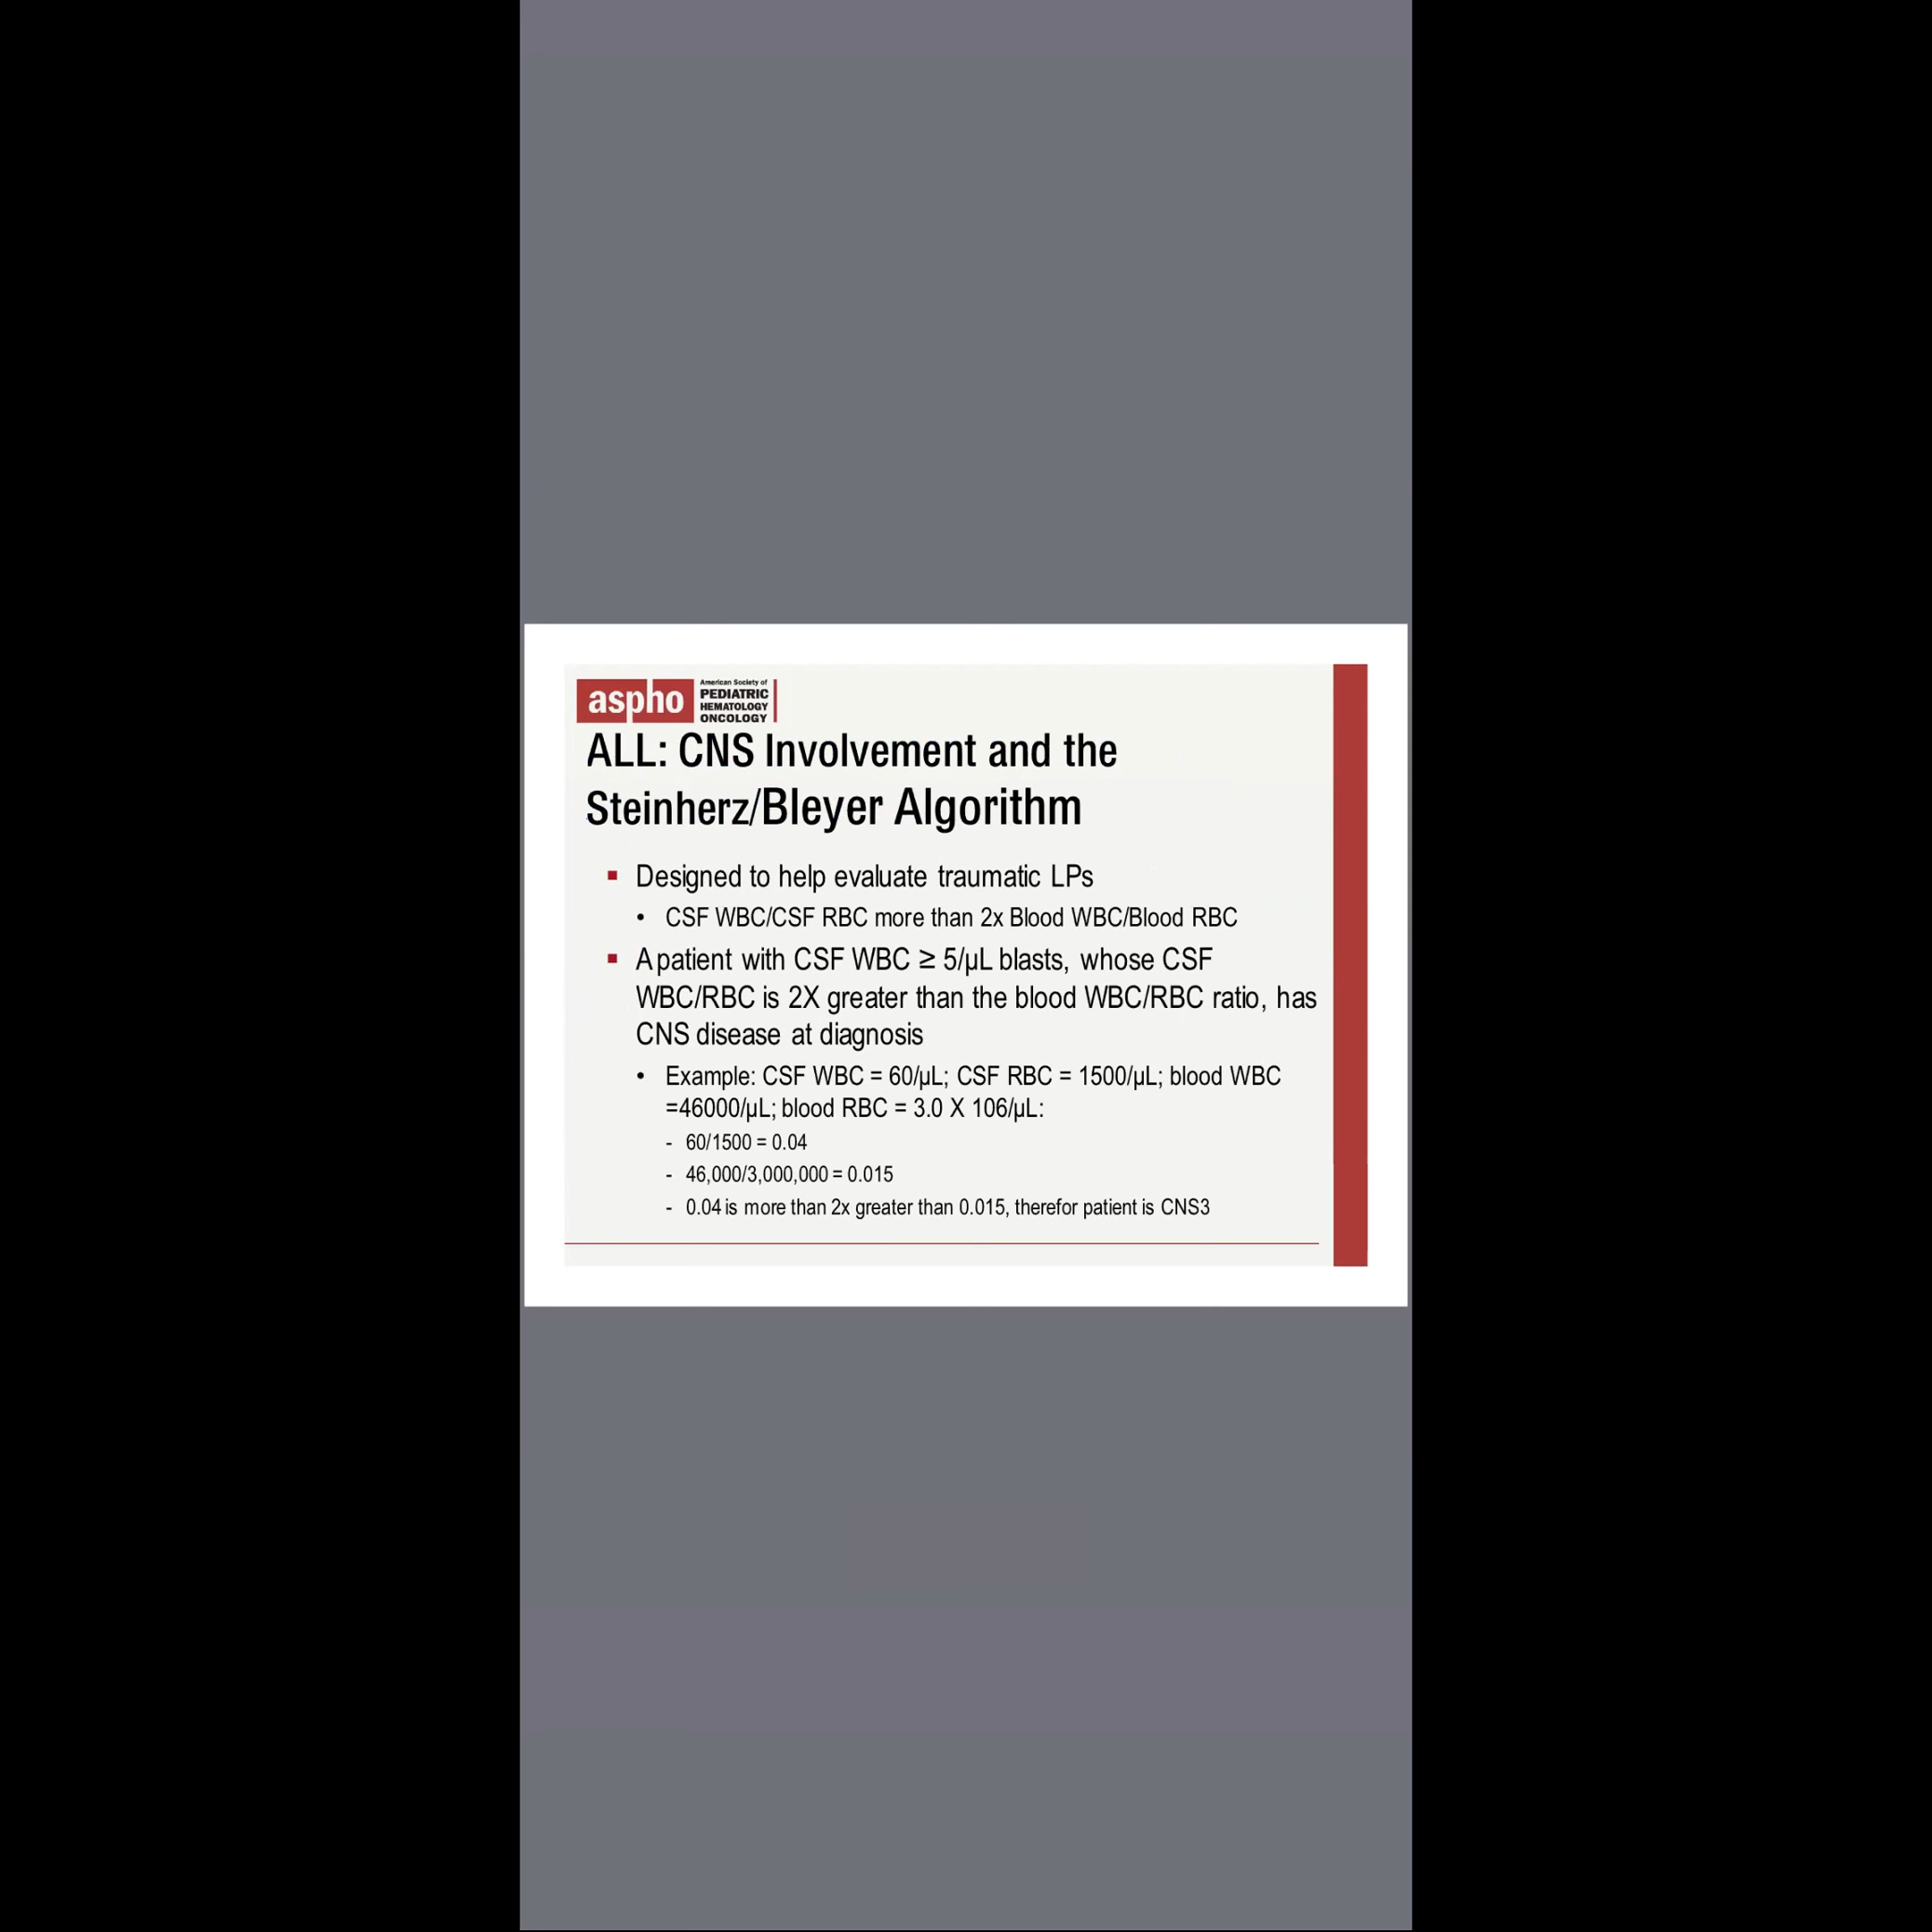 aspho
American Society of
PEDIATRIC
HEMATOLOGY
ONCOLOGY
ALL: CNS Involvement and the
Steinherz/Bleyer Algorithm
▪ Designed to help evaluate traumatic LPs
• CSF WBC/CSF RBC more than 2x Blood WBC/Blood RBC
▪ A patient with CSF WBC ≥ 5/µL blasts, whose CSF
WBC/RBC is 2X greater than the blood WBC/RBC ratio, has
CNS disease at diagnosis
• Example: CSF WBC = 60/µL; CSF RBC = 1500/µL; blood WBC
=46000/µL; blood RBC = 3.0 X 106/µL:
- 60/1500 = 0.04
- 46,000/3,000,000 = 0.015
- 0.04 is more than 2x greater than 0.015, therefor patient is CNS3